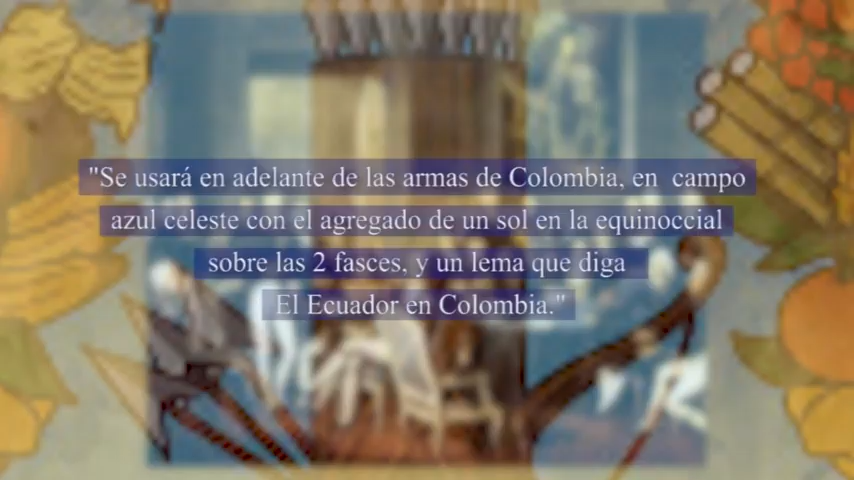 "Se usará en adelante de las armas de Colombia, en campo
azul celeste con el agregado de un sol en la equinoccial
sobre las 2 fasces, y un lema que diga
El Ecuador en Colombia."